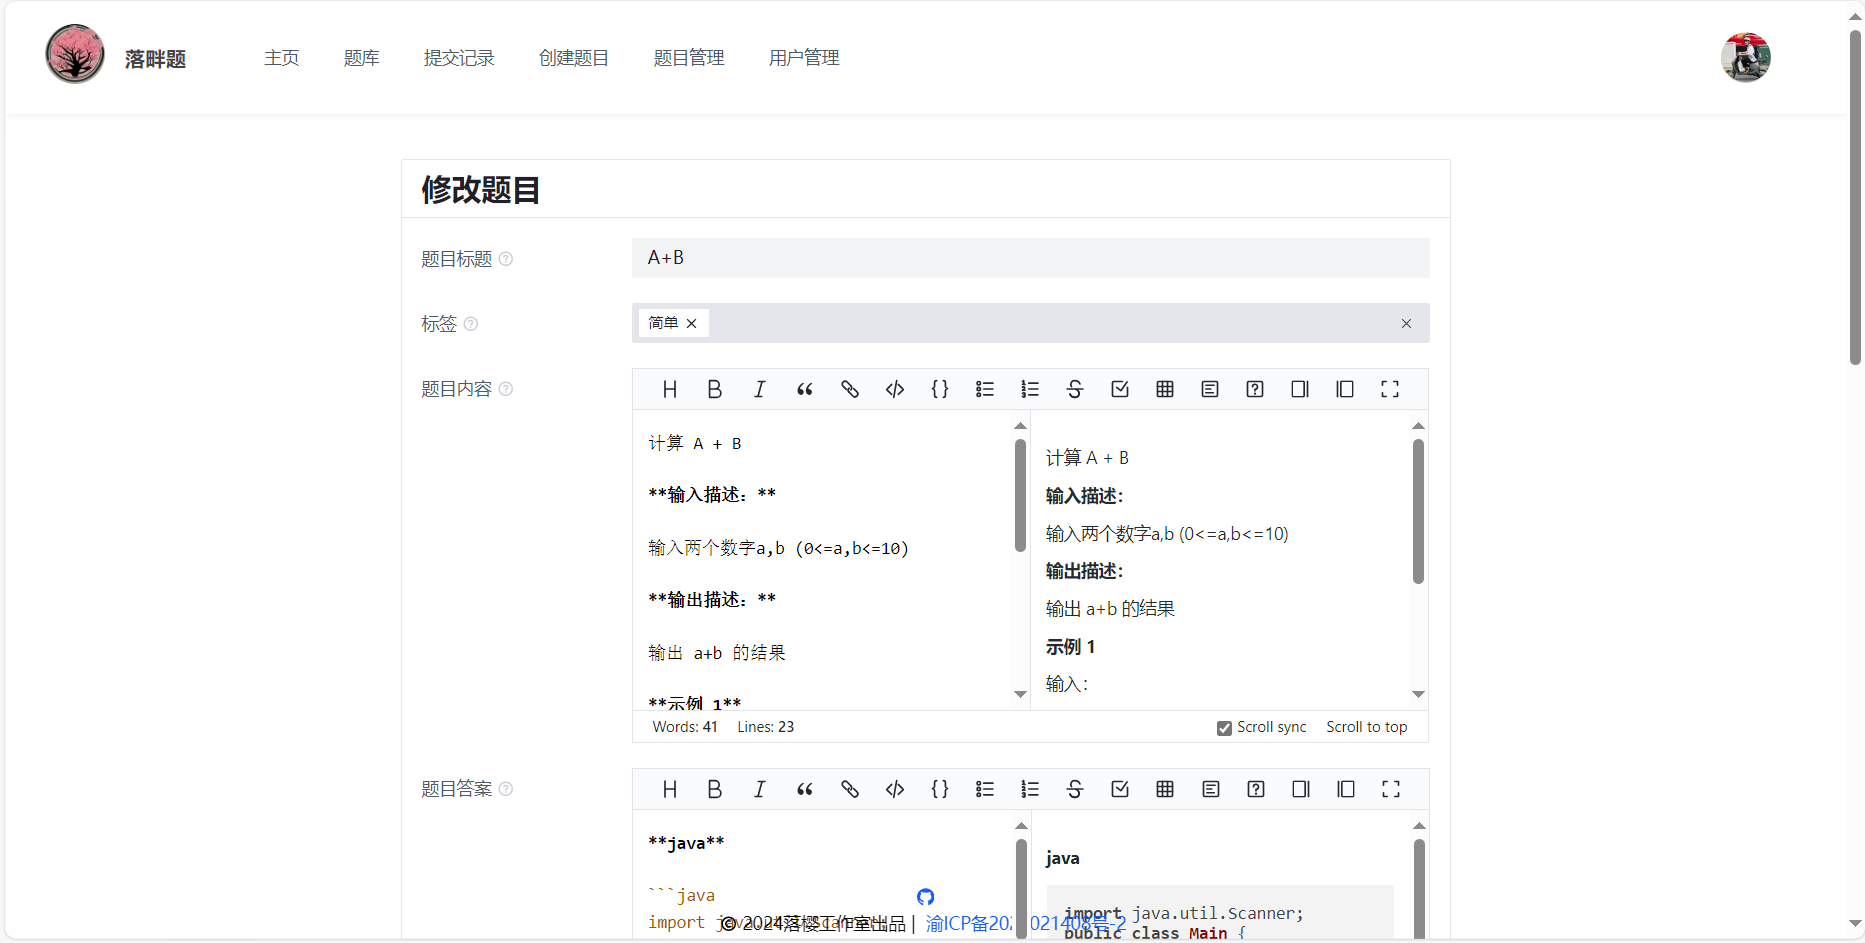 落畔题 主页 题库 提交记录 创建题目 题目管理 用户管理
修改题目
题目标题 A+B
标签 简单
题目内容
计算 A + B
**输入描述：**
输入两个数字a,b (0<=a,b<=10)
**输出描述：**
输出 a+b 的结果
**示例 1**
计算 A + B
输入描述：
输入两个数字a,b (0<=a,b<=10)
输出描述：
输出 a+b 的结果
示例 1
输入：
Words: 41 Lines: 23 Scroll sync Scroll to top
题目答案
**java**
```java
import
java
import java.util.Scanner;
public class Main {
© 2024落樱工作室出品 | 渝ICP备202 021408号-2